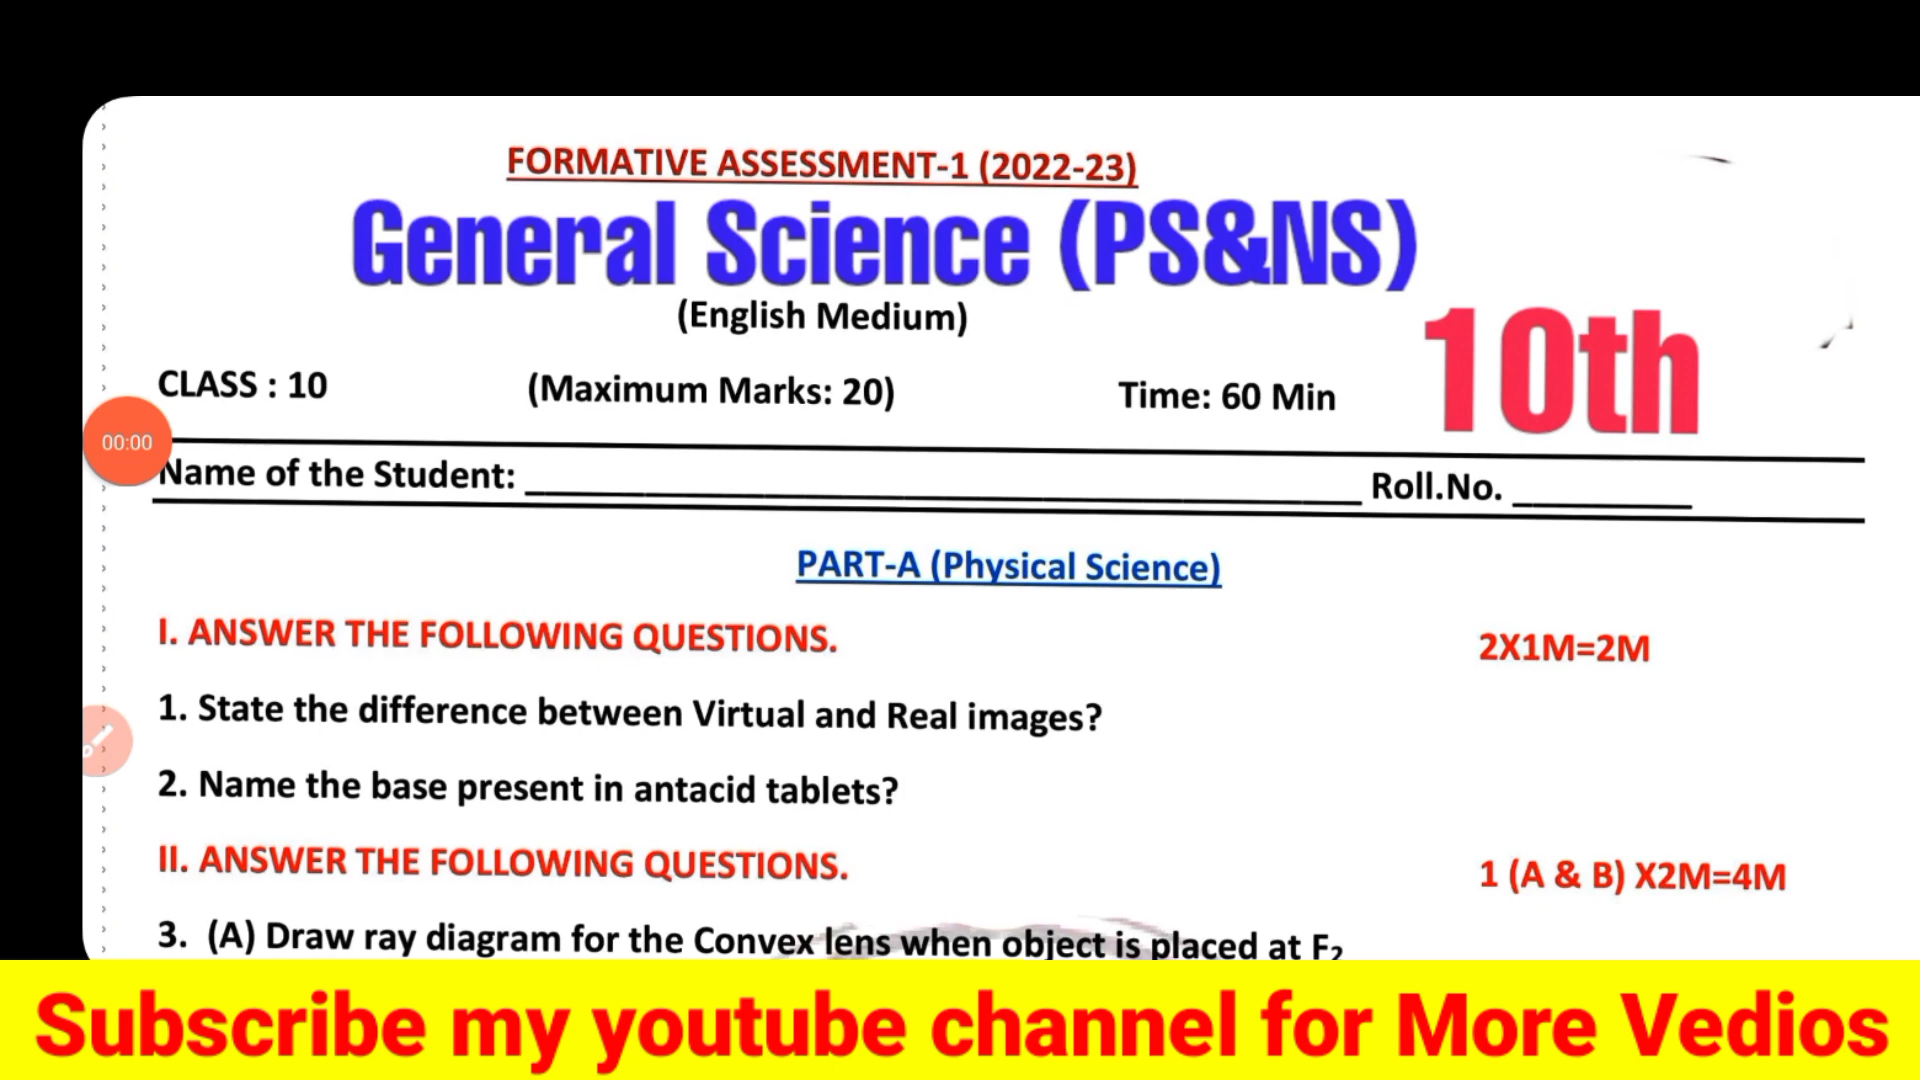 FORMATIVE ASSESSMENT-1 (2022-23)
General Science (PS&NS)
(English Medium)
10th
CLASS : 10 (Maximum Marks: 20) Time: 60 Min
00:00
Name of the Student: ______________________ Roll.No. ________
PART-A (Physical Science)
I. ANSWER THE FOLLOWING QUESTIONS. 2X1M=2M
1. State the difference between Virtual and Real images?
2. Name the base present in antacid tablets?
II. ANSWER THE FOLLOWING QUESTIONS. 1 (A & B) X2M=4M
3. (A) Draw ray diagram for the Convex lens when object is placed at F₂
Subscribe my youtube channel for More Vedios